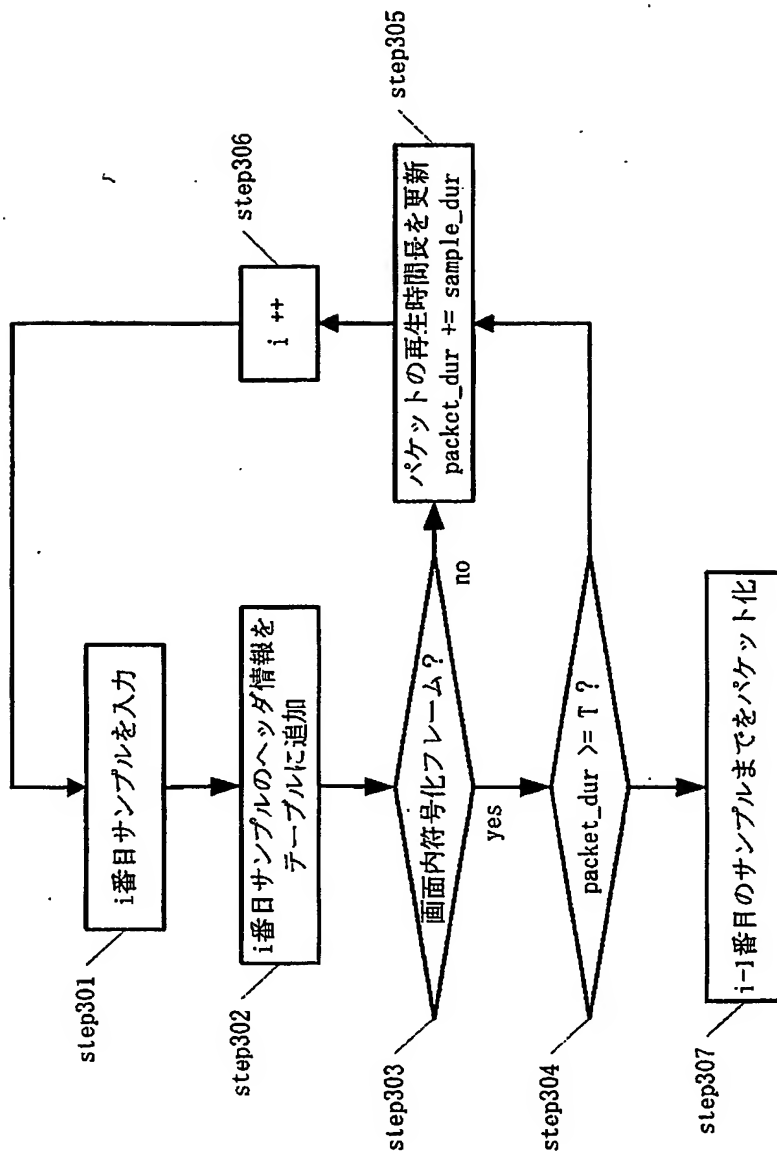 step301
i番目サンプルを入力
step302
i番目サンプルのヘッダ情報を
テーブルに追加
step303
画面内符号化フレーム?
no
yes
step304
packet_dur >= T ?
step305
パケットの再生時間長を更新
packet_dur += sample_dur
step306
i ++
step307
i-1番目のサンプルまでをパケット化